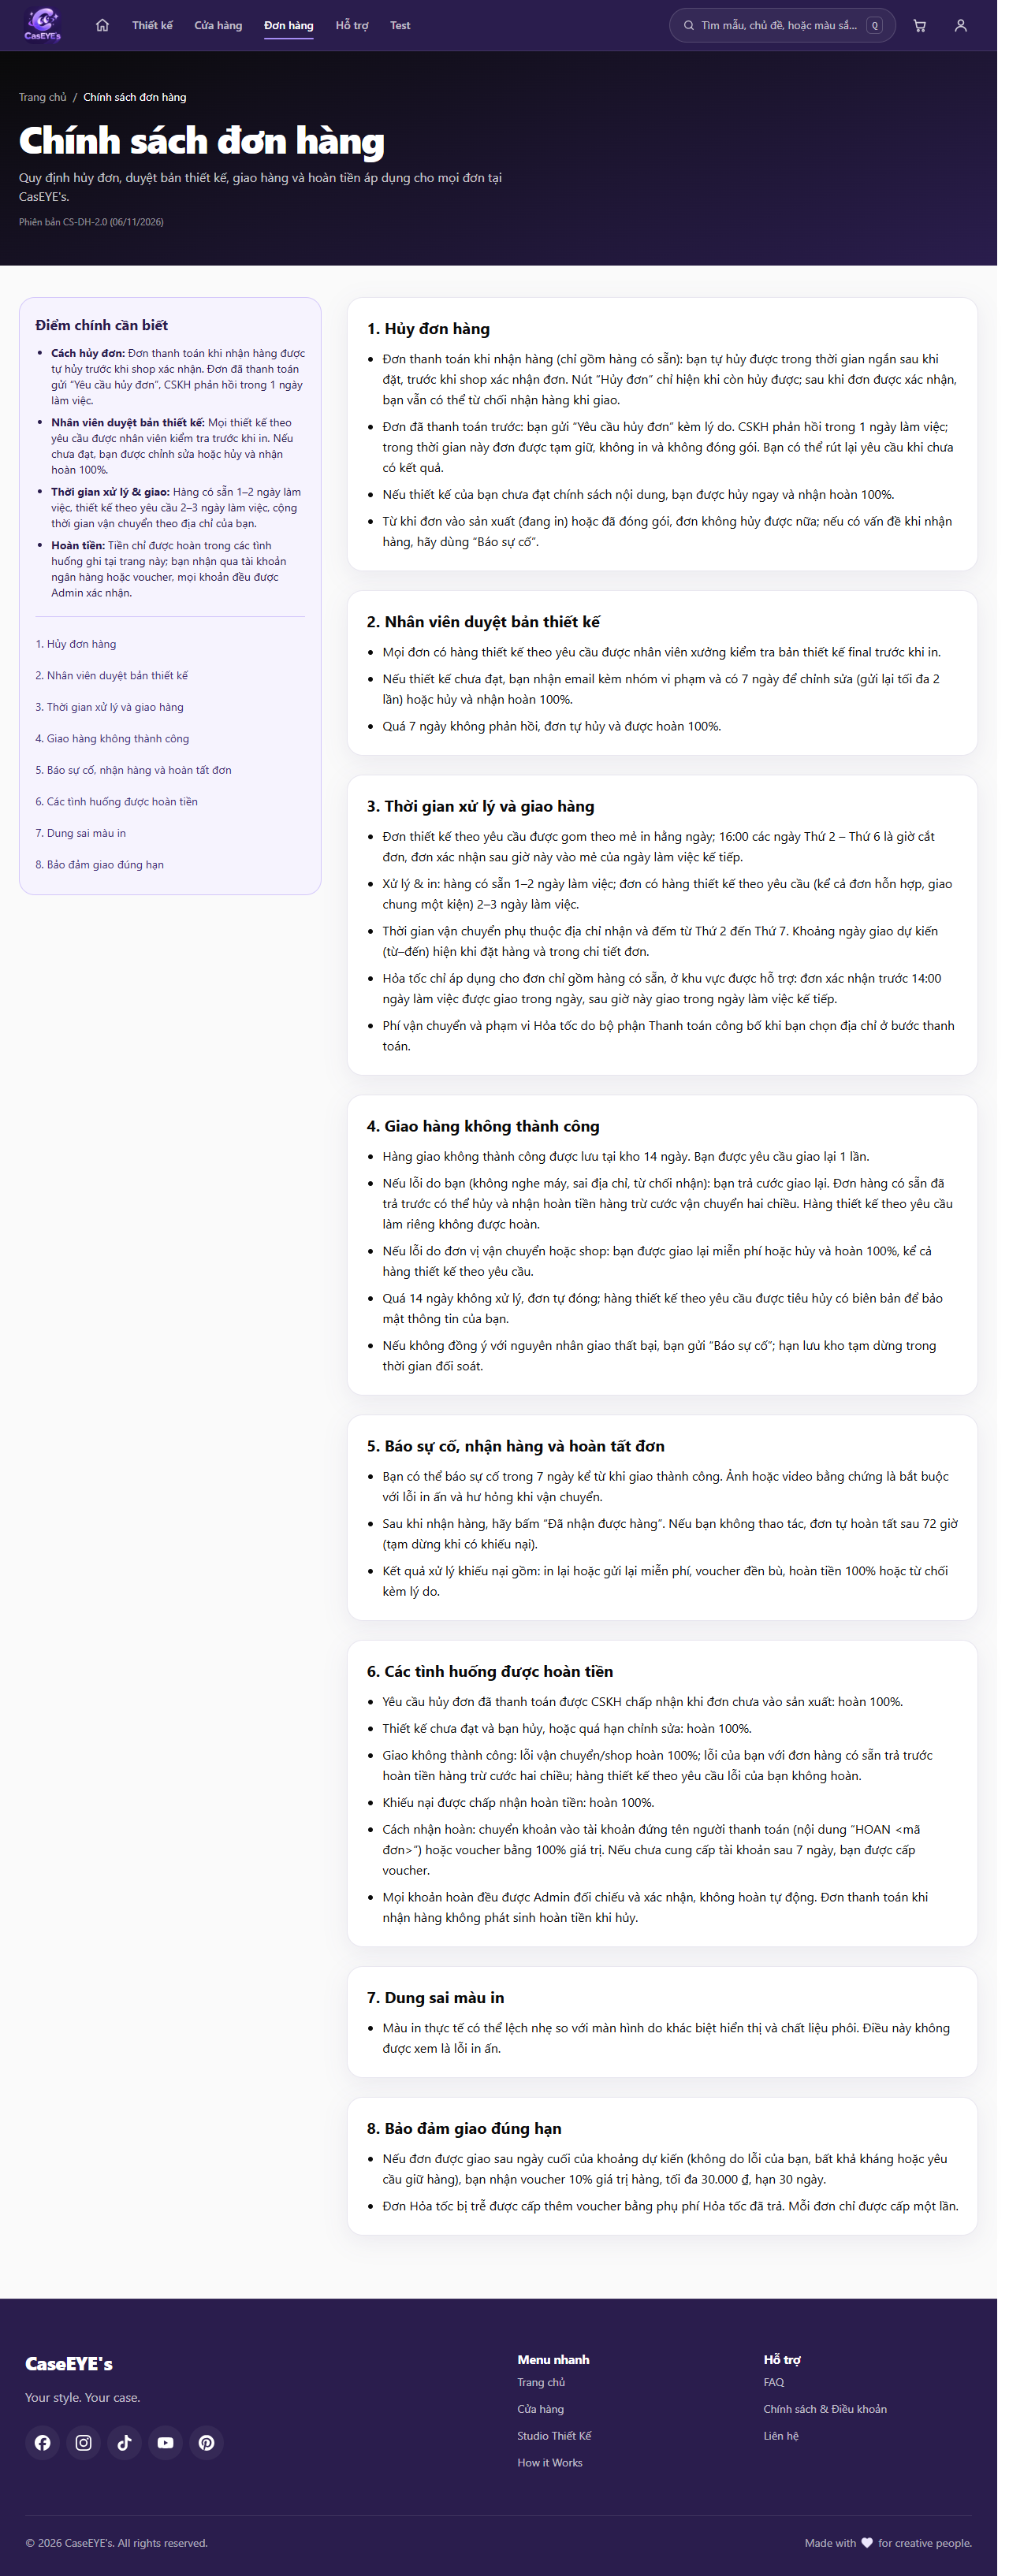 CasEYE's
Thiết kế
Cửa hàng
Đơn hàng
Hỗ trợ
Test
Tìm mẫu, chủ đề, hoặc màu sắ...
Q
Trang chủ / Chính sách đơn hàng
Chính sách đơn hàng
Quy định hủy đơn, duyệt bản thiết kế, giao hàng và hoàn tiền áp dụng cho mọi đơn tại
CasEYE's.
Phiên bản CS-DH-2.0 (06/11/2026)
Điểm chính cần biết
• Cách hủy đơn: Đơn thanh toán khi nhận hàng được
tự hủy trước khi shop xác nhận. Đơn đã thanh toán
gửi “Yêu cầu hủy đơn”, CSKH phản hồi trong 1 ngày
làm việc.
• Nhân viên duyệt bản thiết kế: Mọi thiết kế theo
yêu cầu được nhân viên kiểm tra trước khi in. Nếu
chưa đạt, bạn được chỉnh sửa hoặc hủy và nhận
hoàn 100%.
• Thời gian xử lý & giao: Hàng có sẵn 1–2 ngày làm
việc, thiết kế theo yêu cầu 2–3 ngày làm việc, cộng
thời gian vận chuyển theo địa chỉ của bạn.
• Hoàn tiền: Tiền chỉ được hoàn trong các tình
huống ghi tại trang này; bạn nhận qua tài khoản
ngân hàng hoặc voucher, mọi khoản đều được
Admin xác nhận.
1. Hủy đơn hàng
2. Nhân viên duyệt bản thiết kế
3. Thời gian xử lý và giao hàng
4. Giao hàng không thành công
5. Báo sự cố, nhận hàng và hoàn tất đơn
6. Các tình huống được hoàn tiền
7. Dung sai màu in
8. Bảo đảm giao đúng hạn
1. Hủy đơn hàng
• Đơn thanh toán khi nhận hàng (chỉ gồm hàng có sẵn): bạn tự hủy được trong thời gian ngắn sau khi
đặt, trước khi shop xác nhận đơn. Nút “Hủy đơn” chỉ hiện khi còn hủy được; sau khi đơn được xác nhận,
bạn vẫn có thể từ chối nhận hàng khi giao.
• Đơn đã thanh toán trước: bạn gửi “Yêu cầu hủy đơn” kèm lý do. CSKH phản hồi trong 1 ngày làm việc;
trong thời gian này đơn được tạm giữ, không in và không đóng gói. Bạn có thể rút lại yêu cầu khi chưa
có kết quả.
• Nếu thiết kế của bạn chưa đạt chính sách nội dung, bạn được hủy ngay và nhận hoàn 100%.
• Từ khi đơn vào sản xuất (đang in) hoặc đã đóng gói, đơn không hủy được nữa; nếu có vấn đề khi nhận
hàng, hãy dùng “Báo sự cố”.
2. Nhân viên duyệt bản thiết kế
• Mọi đơn có hàng thiết kế theo yêu cầu được nhân viên xưởng kiểm tra bản thiết kế final trước khi in.
• Nếu thiết kế chưa đạt, bạn nhận email kèm nhóm vi phạm và có 7 ngày để chỉnh sửa (gửi lại tối đa 2
lần) hoặc hủy và nhận hoàn 100%.
• Quá 7 ngày không phản hồi, đơn tự hủy và được hoàn 100%.
3. Thời gian xử lý và giao hàng
• Đơn thiết kế theo yêu cầu được gom theo mẻ in hằng ngày; 16:00 các ngày Thứ 2 – Thứ 6 là giờ cắt
đơn, đơn xác nhận sau giờ này vào mẻ của ngày làm việc kế tiếp.
• Xử lý & in: hàng có sẵn 1–2 ngày làm việc; đơn có hàng thiết kế theo yêu cầu (kể cả đơn hỗn hợp, giao
chung một kiện) 2–3 ngày làm việc.
• Thời gian vận chuyển phụ thuộc địa chỉ nhận và đếm từ Thứ 2 đến Thứ 7. Khoảng ngày giao dự kiến
(từ–đến) hiện khi đặt hàng và trong chi tiết đơn.
• Hỏa tốc chỉ áp dụng cho đơn chỉ gồm hàng có sẵn, ở khu vực được hỗ trợ: đơn xác nhận trước 14:00
ngày làm việc được giao trong ngày, sau giờ này giao trong ngày làm việc kế tiếp.
• Phí vận chuyển và phạm vi Hỏa tốc do bộ phận Thanh toán công bố khi bạn chọn địa chỉ ở bước thanh
toán.
4. Giao hàng không thành công
• Hàng giao không thành công được lưu tại kho 14 ngày. Bạn được yêu cầu giao lại 1 lần.
• Nếu lỗi do bạn (không nghe máy, sai địa chỉ, từ chối nhận): bạn trả cước giao lại. Đơn hàng có sẵn đã
trả trước có thể hủy và nhận hoàn tiền hàng trừ cước vận chuyển hai chiều. Hàng thiết kế theo yêu cầu
làm riêng không được hoàn.
• Nếu lỗi do đơn vị vận chuyển hoặc shop: bạn được giao lại miễn phí hoặc hủy và hoàn 100%, kể cả
hàng thiết kế theo yêu cầu.
• Quá 14 ngày không xử lý, đơn tự đóng; hàng thiết kế theo yêu cầu được tiêu hủy có biên bản để bảo
mật thông tin của bạn.
• Nếu không đồng ý với nguyên nhân giao thất bại, bạn gửi “Báo sự cố”; hạn lưu kho tạm dừng trong
thời gian đối soát.
5. Báo sự cố, nhận hàng và hoàn tất đơn
• Bạn có thể báo sự cố trong 7 ngày kể từ khi giao thành công. Ảnh hoặc video bằng chứng là bắt buộc
với lỗi in ấn và hư hỏng khi vận chuyển.
• Sau khi nhận hàng, hãy bấm “Đã nhận được hàng”. Nếu bạn không thao tác, đơn tự hoàn tất sau 72 giờ
(tạm dừng khi có khiếu nại).
• Kết quả xử lý khiếu nại gồm: in lại hoặc gửi lại miễn phí, voucher đền bù, hoàn tiền 100% hoặc từ chối
kèm lý do.
6. Các tình huống được hoàn tiền
• Yêu cầu hủy đơn đã thanh toán được CSKH chấp nhận khi đơn chưa vào sản xuất: hoàn 100%.
• Thiết kế chưa đạt và bạn hủy, hoặc quá hạn chỉnh sửa: hoàn 100%.
• Giao không thành công: lỗi vận chuyển/shop hoàn 100%; lỗi của bạn với đơn hàng có sẵn trả trước
hoàn tiền hàng trừ cước hai chiều; hàng thiết kế theo yêu cầu lỗi của bạn không hoàn.
• Khiếu nại được chấp nhận hoàn tiền: hoàn 100%.
• Cách nhận hoàn: chuyển khoản vào tài khoản đứng tên người thanh toán (nội dung “HOAN <mã
đơn>”) hoặc voucher bằng 100% giá trị. Nếu chưa cung cấp tài khoản sau 7 ngày, bạn được cấp
voucher.
• Mọi khoản hoàn đều được Admin đối chiếu và xác nhận, không hoàn tự động. Đơn thanh toán khi
nhận hàng không phát sinh hoàn tiền khi hủy.
7. Dung sai màu in
• Màu in thực tế có thể lệch nhẹ so với màn hình do khác biệt hiển thị và chất liệu phôi. Điều này không
được xem là lỗi in ấn.
8. Bảo đảm giao đúng hạn
• Nếu đơn được giao sau ngày cuối của khoảng dự kiến (không do lỗi của bạn, bất khả kháng hoặc yêu
cầu giữ hàng), bạn nhận voucher 10% giá trị hàng, tối đa 30.000 ₫, hạn 30 ngày.
• Đơn Hỏa tốc bị trễ được cấp thêm voucher bằng phụ phí Hỏa tốc đã trả. Mỗi đơn chỉ được cấp một lần.
CaseEYE's
Your style. Your case.
Menu nhanh
Trang chủ
Cửa hàng
Studio Thiết Kế
How it Works
Hỗ trợ
FAQ
Chính sách & Điều khoản
Liên hệ
© 2026 CaseEYE's. All rights reserved.
Made with 🤍 for creative people.